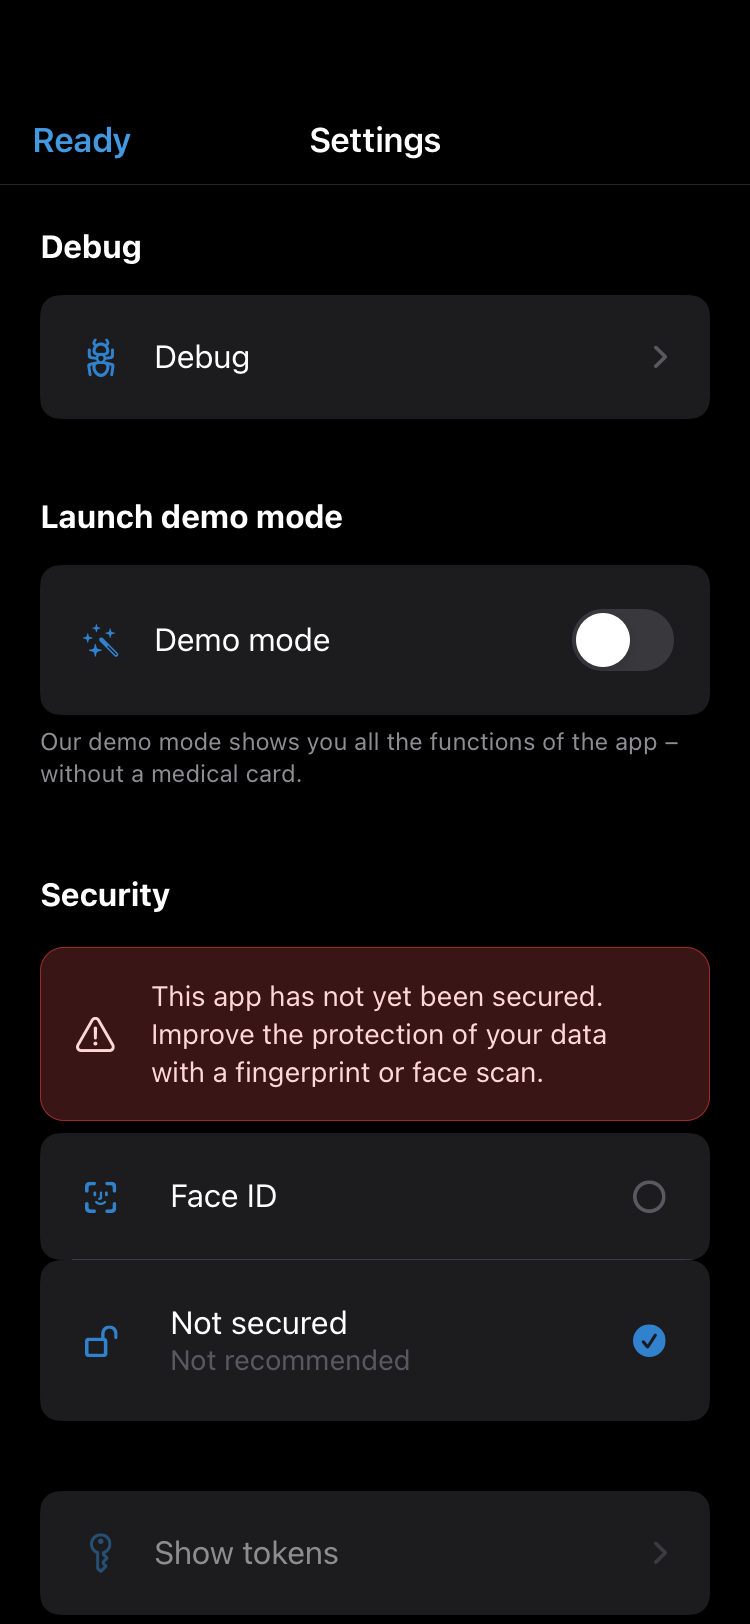 Ready
Settings
Debug
Debug
Launch demo mode
Demo mode
Our demo mode shows you all the functions of the app –
without a medical card.
Security
This app has not yet been secured.
Improve the protection of your data
with a fingerprint or face scan.
Face ID
Not secured
Not recommended
Show tokens